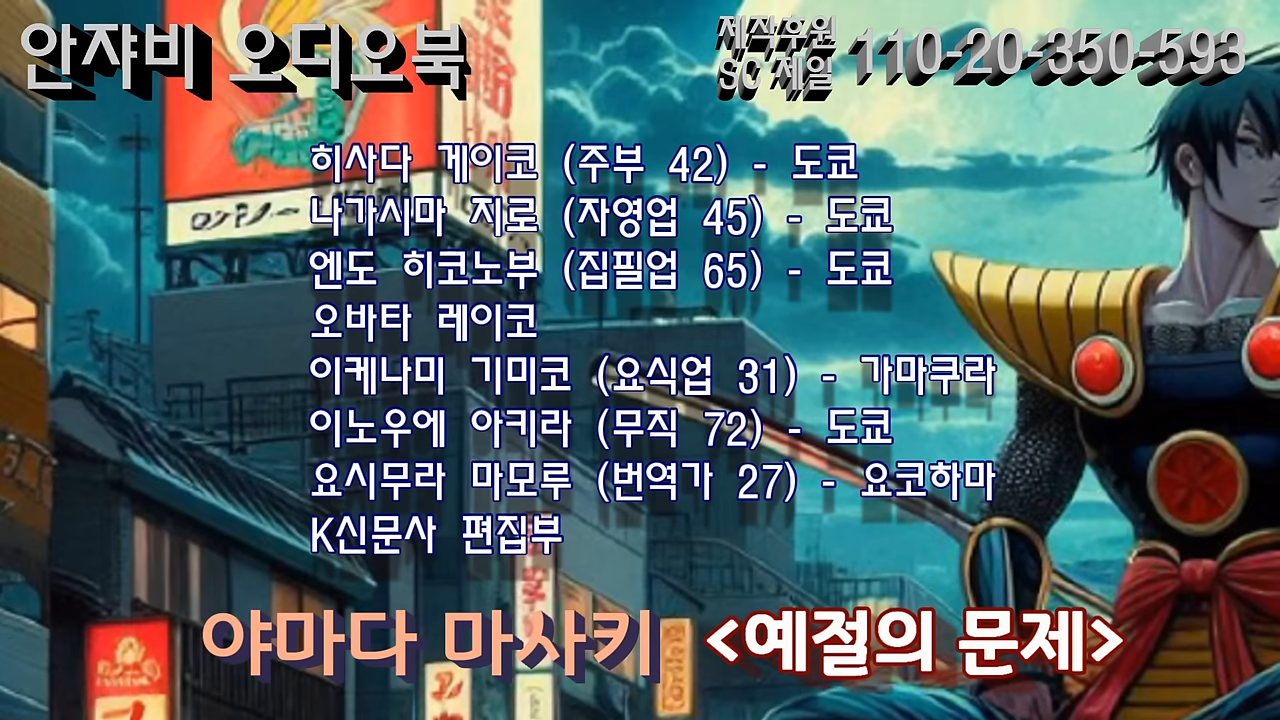 안쟈비 오디오북
제작후원
SC 제일
110-20-350-593
히사다 게이코 (주부 42) - 도쿄
나가시마 지로 (자영업 45) - 도쿄
엔도 히코노부 (집필업 65) - 도쿄
오바타 레이코
이케나미 기미코 (요식업 31) - 가마쿠라
이노우에 아키라 (무직 72) - 도쿄
요시무라 마모루 (번역가 27) - 요코하마
K신문사 편집부
야마다 마사키 <예절의 문제>